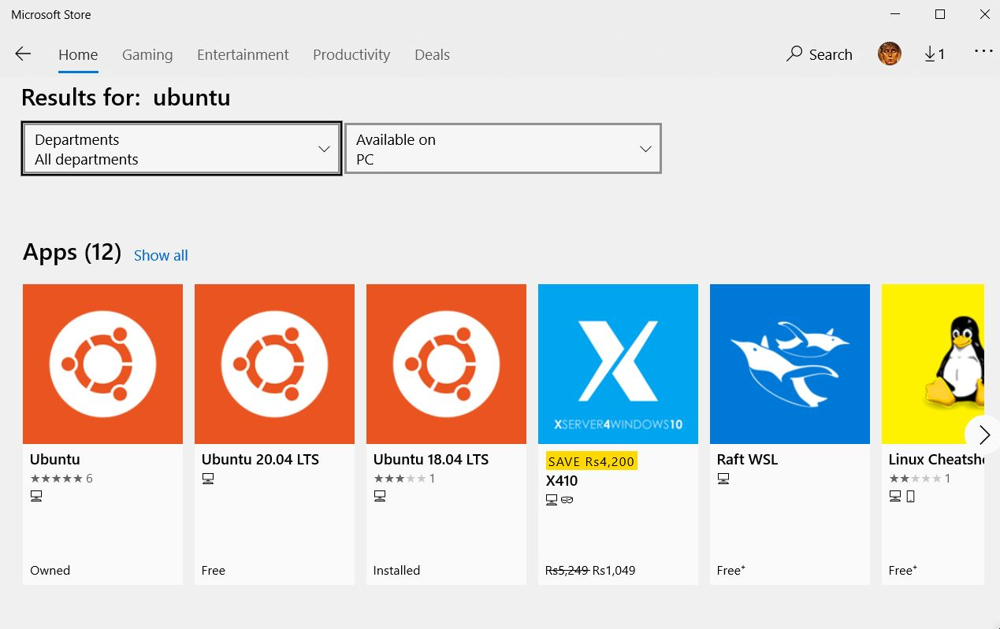 Microsoft Store
Home Gaming Entertainment Productivity Deals Search 1
Results for: ubuntu
Departments
All departments
Available on
PC
Apps (12) Show all
Ubuntu
6
Owned
Ubuntu 20.04 LTS
Free
Ubuntu 18.04 LTS
1
Installed
XSERVER4WINDOWS10
SAVE Rs4,200
X410
Rs5,249 Rs1,049
Raft WSL
Free+
Linux Cheatshe
1
Free+